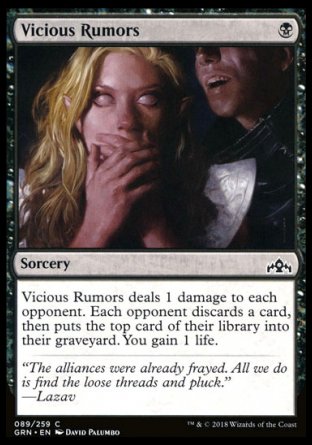 Vicious Rumors
Sorcery
Vicious Rumors deals 1 damage to each
opponent. Each opponent discards a card,
then puts the top card of their library into
their graveyard. You gain 1 life.
"The alliances were already frayed. All we do
is find the loose threads and pluck."
—Lazav
089/259 C
GRN • EN DAVID PALUMBO
™ & © 2018 Wizards of the Coast